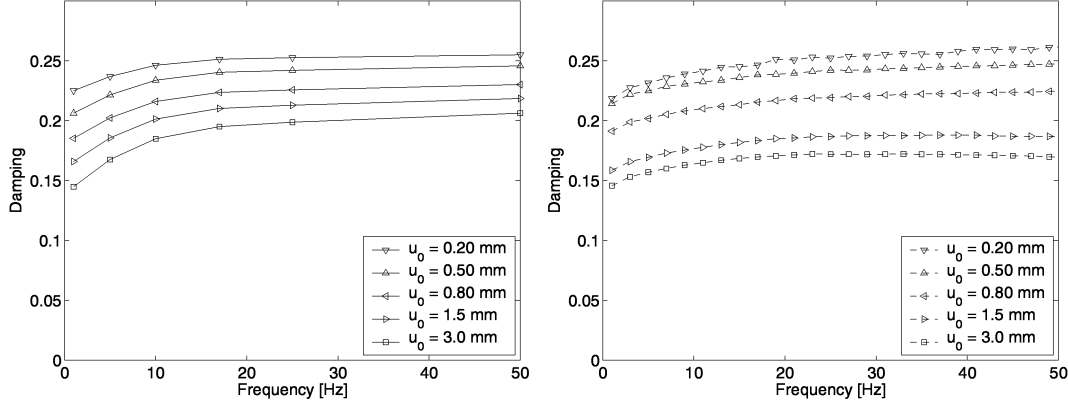 0.25
0.2
0.15
0.1
0.05
0
Damping
0 10 20 30 40 50
Frequency [Hz]
u0 = 0.20 mm
u0 = 0.50 mm
u0 = 0.80 mm
u0 = 1.5 mm
u0 = 3.0 mm
0.25
0.2
0.15
0.1
0.05
0
Damping
0 10 20 30 40 50
Frequency [Hz]
u0 = 0.20 mm
u0 = 0.50 mm
u0 = 0.80 mm
u0 = 1.5 mm
u0 = 3.0 mm